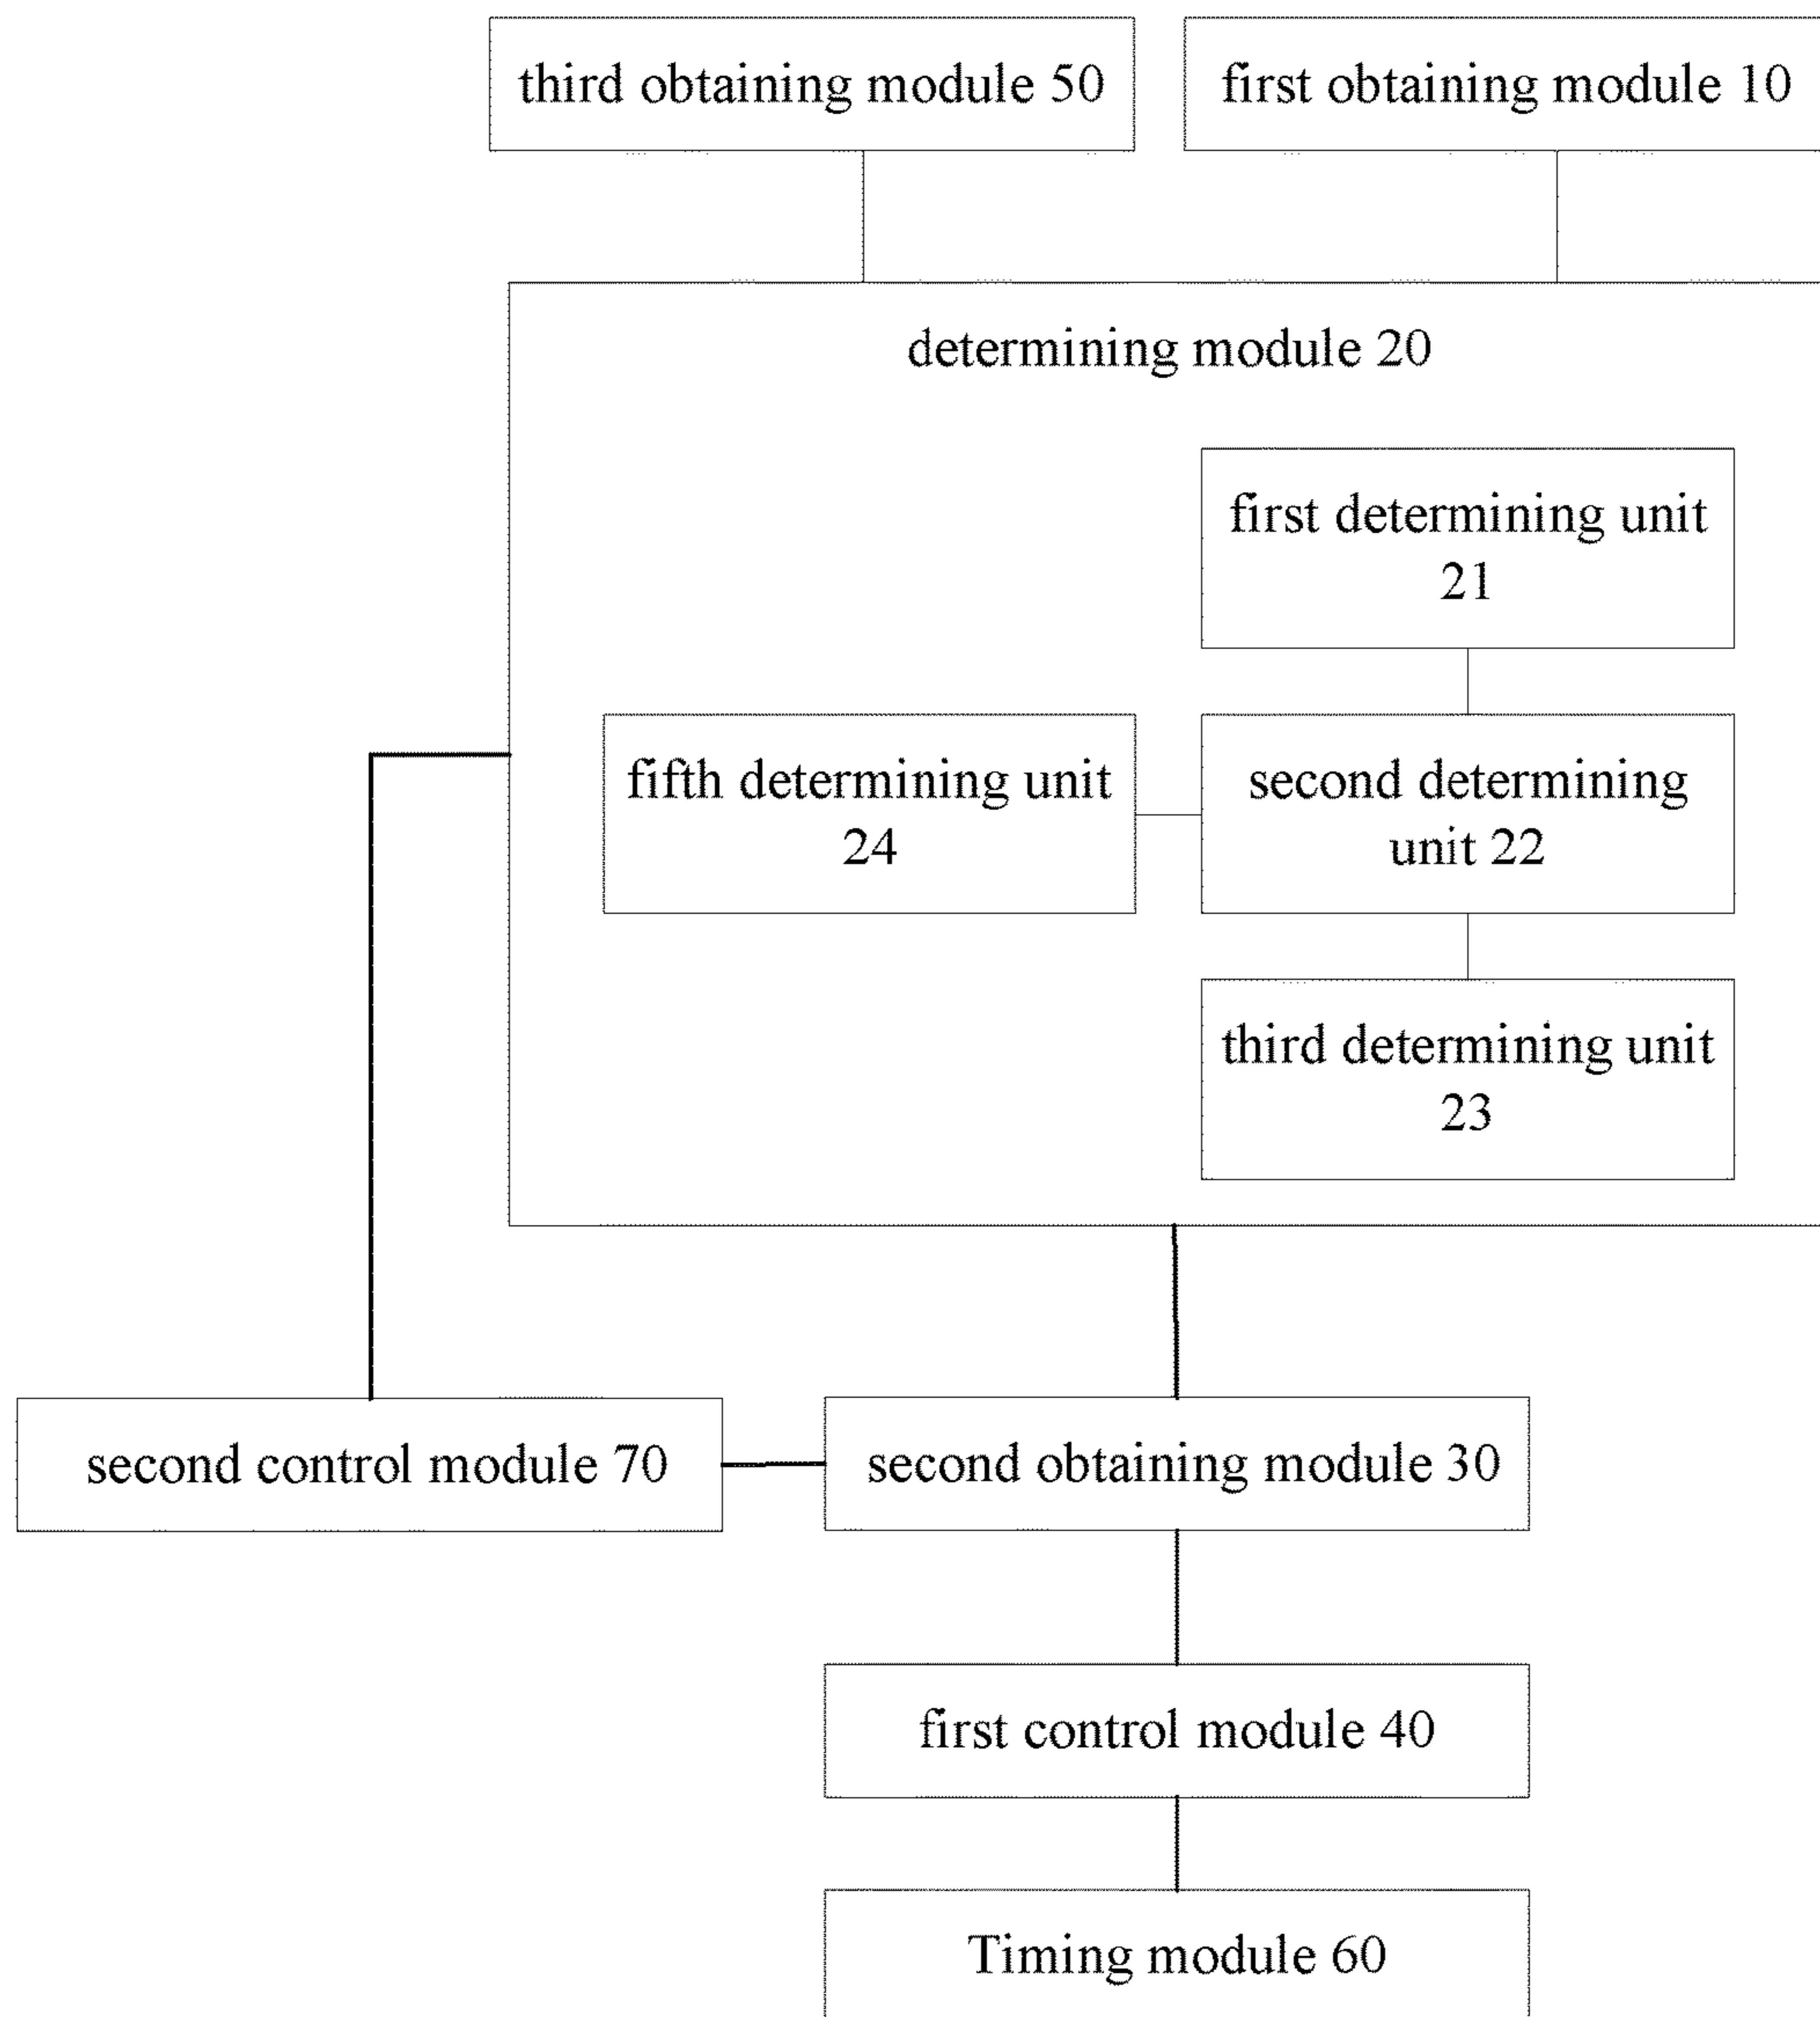 third obtaining module 50
first obtaining module 10
determining module 20
first determining unit
21
fifth determining unit
24
second determining
unit 22
third determining unit
23
second control module 70
second obtaining module 30
first control module 40
Timing module 60